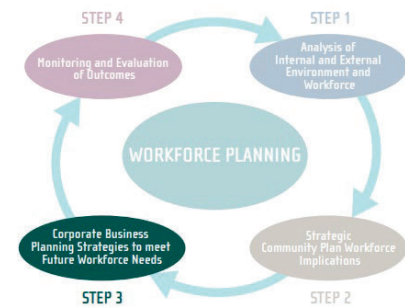 STEP 4
STEP 1
Monitoring and Evaluation
of Outcomes
Analysis of
Internal and External
Environment and
Workforce
WORKFORCE PLANNING
Corporate Business
Planning Strategies to meet
Future Workforce Needs
Strategic
Community Plan Workforce
Implications
STEP 3
STEP 2